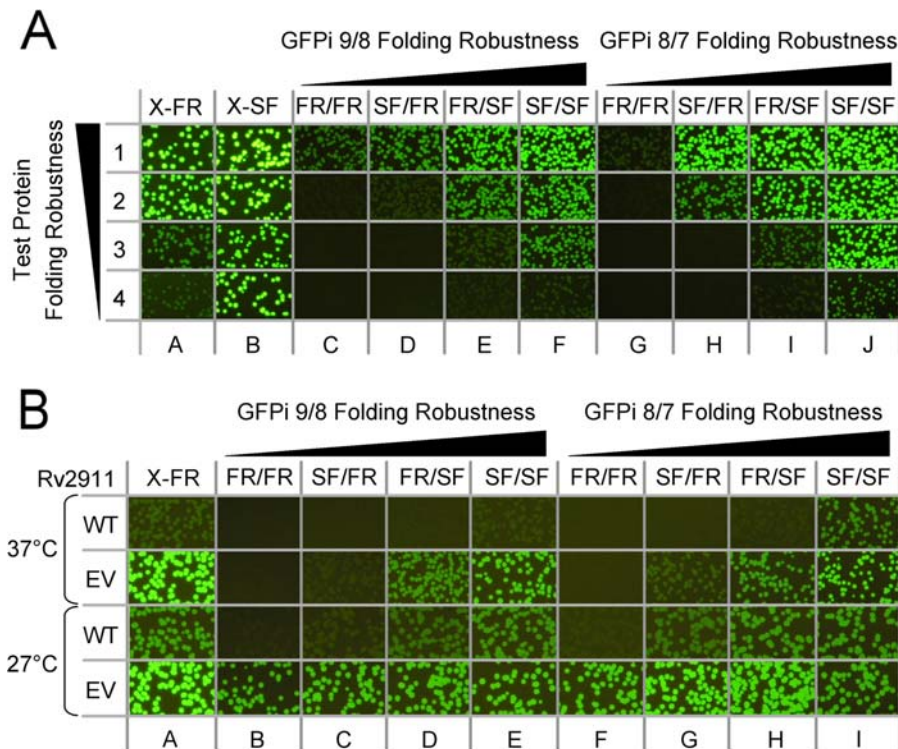 A
GFPi 9/8 Folding Robustness GFPi 8/7 Folding Robustness
X-FR X-SF FR/FR SF/FR FR/SF SF/SF FR/FR SF/FR FR/SF SF/SF
Test Protein
Folding Robustness
1
2
3
4
A B C D E F G H I J
B
GFPi 9/8 Folding Robustness GFPi 8/7 Folding Robustness
Rv2911 X-FR FR/FR SF/FR FR/SF SF/SF FR/FR SF/FR FR/SF SF/SF
37°C
WT
EV
27°C
WT
EV
A B C D E F G H I